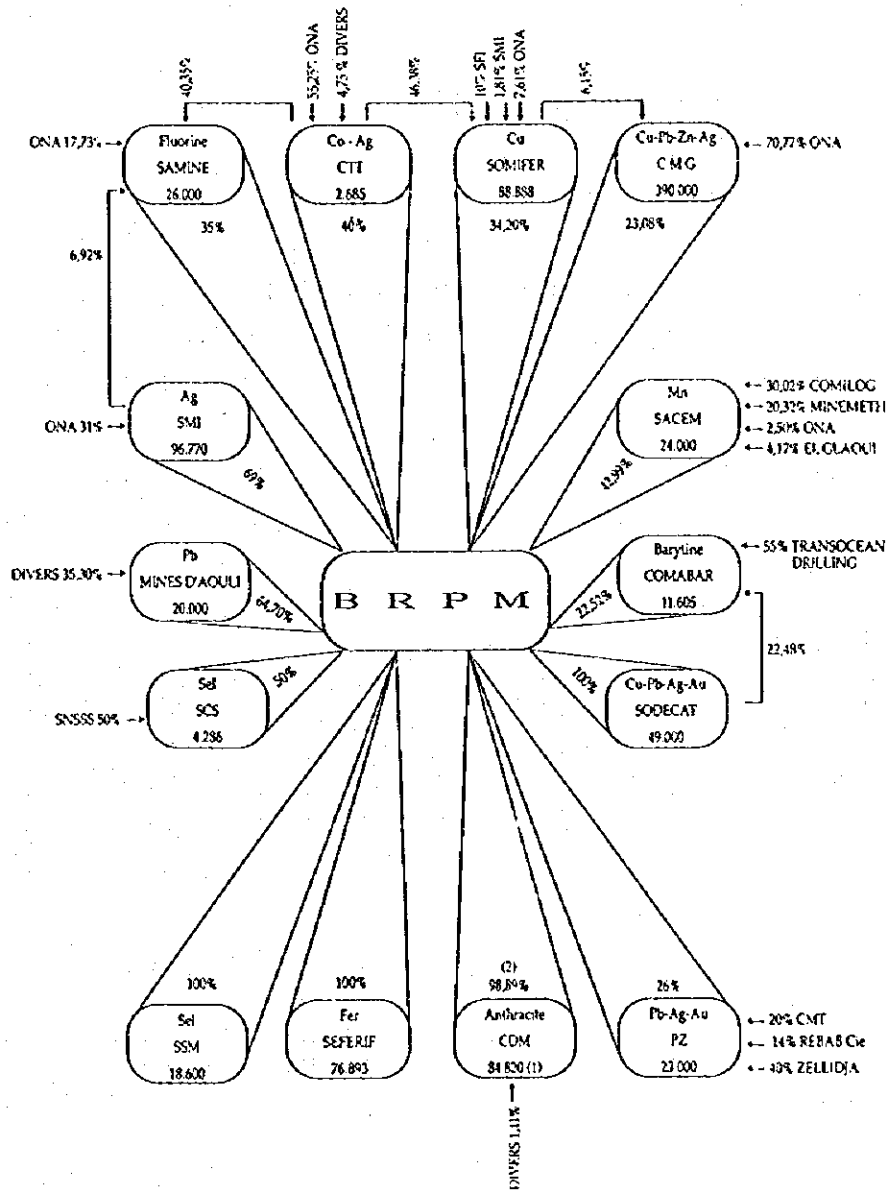 40,35%
55,25% ONA
4,75% DIVERS
46,38%
10% SFI
1,81% SMI
7,61% ONA
6,15%
ONA 17,73%
Fluorine
SAMINE
26.000
Co - Ag
CTT
2.685
Cu
SOMIFER
88.888
Cu-Pb-Zn-Ag
C M G
390.000
70,77% ONA
35%
40%
34,20%
23,08%
6,92%
Ag
SMI
96.770
ONA 31%
69%
Mn
SACEM
24.000
30,02% COMILOG
20,32% MINEMETH
2,50% ONA
4,17% EL GLAOUI
42,99%
Pb
MINES D'AOULI
20.000
DIVERS 35,30%
64,70%
B R P M
Barytine
COMABAR
11.605
55% TRANSOCEAN
DRILLING
22,52%
22,48%
Sel
SCS
4.286
SNSSS 50%
50%
Cu-Pb-Ag-Au
SODECAT
49.000
100%
100%
100%
(2)
98,89%
26%
Sel
SSM
18.600
Fer
SEFERIF
76.893
Anthracite
CDM
84 820 (1)
Pb-Ag-Au
PZ
23 000
20% CMT
14% REBAB Cie
40% ZELLIDJA
DIVERS 1,11%